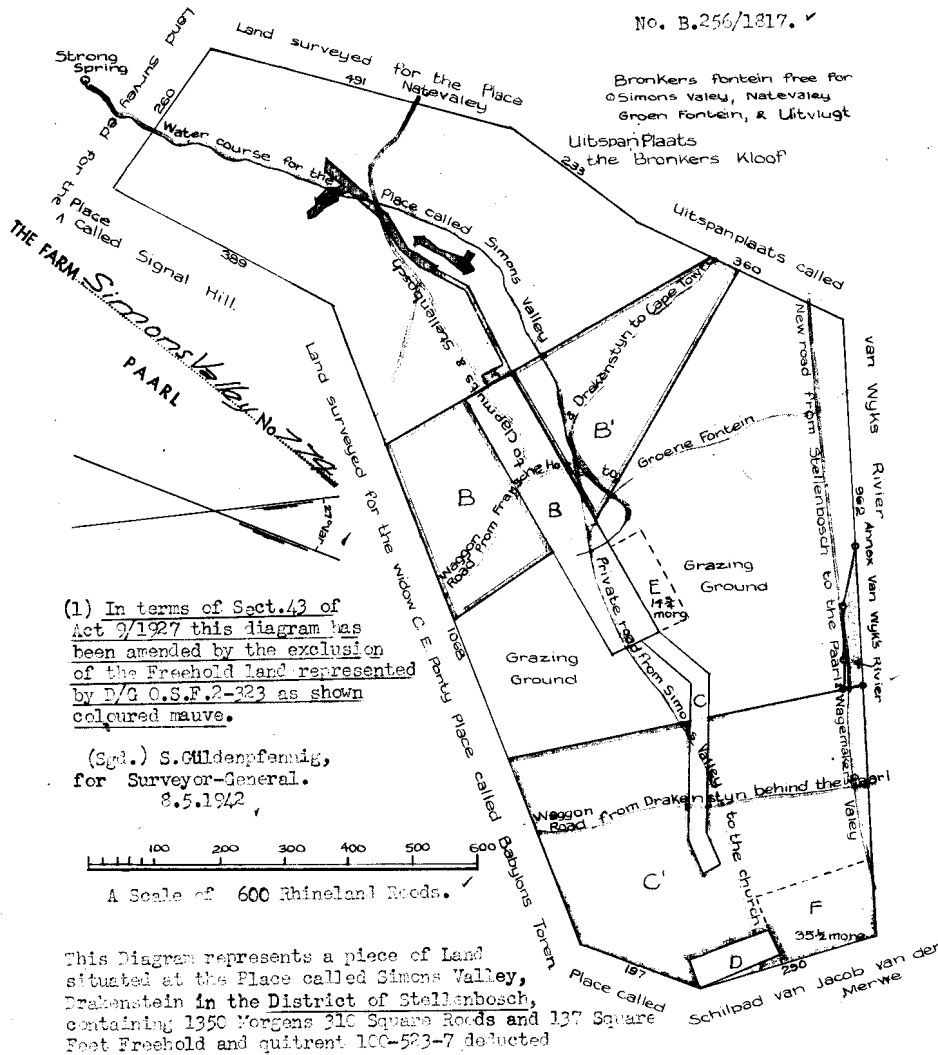 No. B.256/1817.
Land surveyed for the Place
491
Natevaley
Strong
Spring
Land Surveyed for the
260
Place
Called Signal Hill.
389
Bronkers fontein free for
Simons Valey, Natevaley
Groen Fontein, & Uitvlugt
Uitspan Plaats
the Bronkers Kloof
233
Water course for the Place called Simons Valley
Uitspanplaats called
360
van Wyks Rivier
962 Annex Van Wyk's Rivier
THE FARM Simons Valley No 774
PAARL
27° Var
Stellenbosch
to Clapmuts &
& Drakenstyn to Cape Town
B'
Groene Fontein
B
B
Waggon
Road from Fransche Ho
to
New road from Stellenbosch to the Paarl & Wagemakers Valey
Land surveyed for the widow C. E. Ponty Place called Babylons Toren
1068
Grazing
Ground
E
14¾
morg
Grazing
Ground
Private road from Simons Valley to the church
C
Waggon
Road from Drakenstyn behind the Paarl
C'
F
35½ morg
D
197
290
Place called
Schilpad van Jacob van der
Merwe
(1) In terms of Sect.43 of
Act 9/1927 this diagram has
been amended by the exclusion
of the Freehold land represented
by D/G O.S.F.2-323 as shown
coloured mauve.
(Sgd.) S.Güldenpfennig,
for Surveyor-General.
8.5.1942
100 200 300 400 500 600
A Scale of 600 Rhineland Roods.
This Diagram represents a piece of Land
situated at the Place called Simons Valley,
Drakenstein in the District of Stellenbosch,
containing 1350 Morgens 310 Square Roods and 137 Square
Feet Freehold and quitrent 100-523-7 deducted